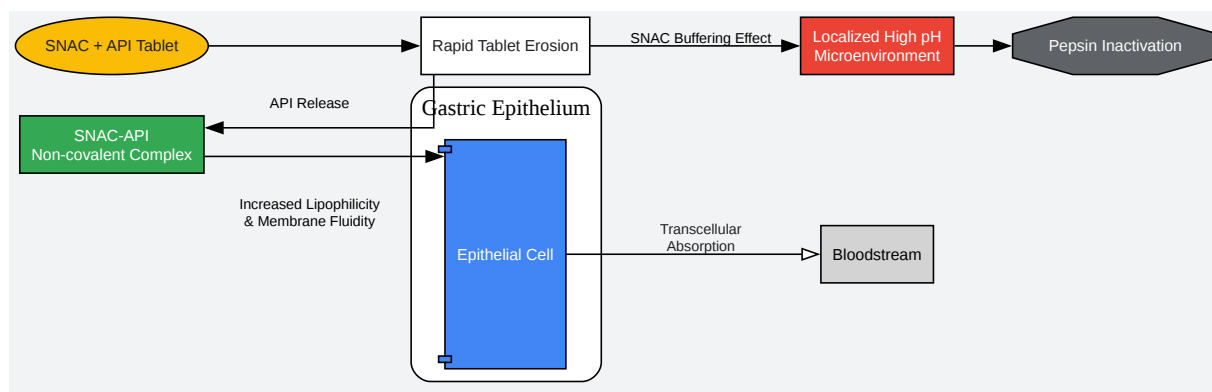 SNAC + API Tablet
Rapid Tablet Erosion
SNAC Buffering Effect
Localized High pH
Microenvironment
Pepsin Inactivation
API Release
Gastric Epithelium
SNAC-API
Non-covalent Complex
Increased Lipophilicity
& Membrane Fluidity
Epithelial Cell
Transcellular
Absorption
Bloodstream